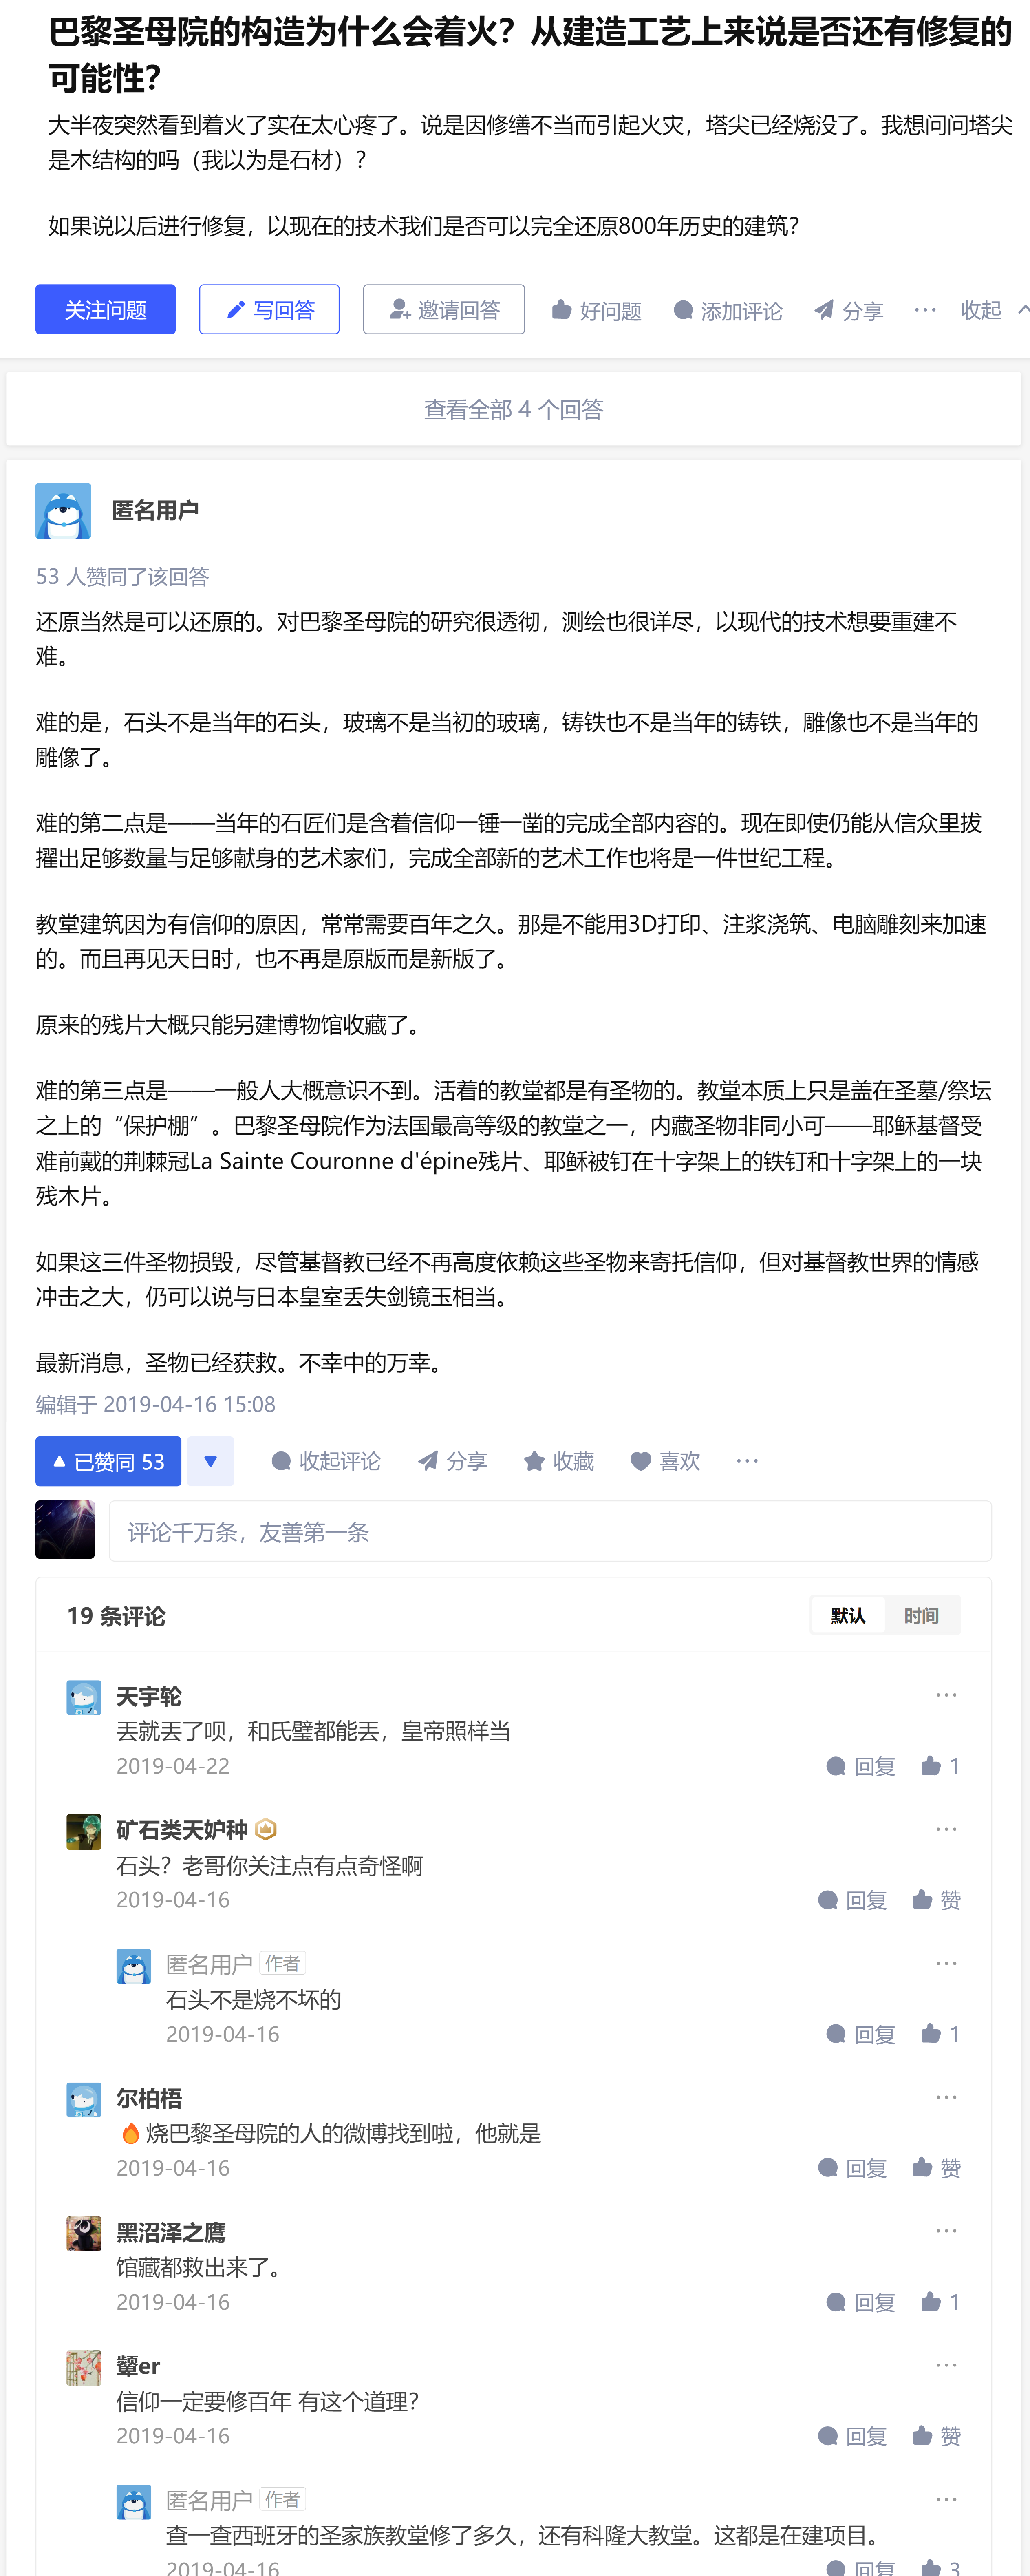 巴黎圣母院的构造为什么会着火？从建造工艺上来说是否还有修复的
可能性？
大半夜突然看到着火了实在太心疼了。说是因修缮不当而引起火灾，塔尖已经烧没了。我想问问塔尖
是木结构的吗（我以为是石材）？
如果说以后进行修复，以现在的技术我们是否可以完全还原800年历史的建筑？
关注问题 写回答 邀请回答 好问题 添加评论 分享 ··· 收起
查看全部 4 个回答
匿名用户
53 人赞同了该回答
还原当然是可以还原的。对巴黎圣母院的研究很透彻，测绘也很详尽，以现代的技术想要重建不
难。
难的是，石头不是当年的石头，玻璃不是当初的玻璃，铸铁也不是当年的铸铁，雕像也不是当年的
雕像了。
难的第二点是——当年的石匠们是含着信仰一锤一凿的完成全部内容的。现在即使仍能从信众里拔
擢出足够数量与足够献身的艺术家们，完成全部新的艺术工作也将是一件世纪工程。
教堂建筑因为有信仰的原因，常常需要百年之久。那是不能用3D打印、注浆浇筑、电脑雕刻来加速
的。而且再见天日时，也不再是原版而是新版了。
原来的残片大概只能另建博物馆收藏了。
难的第三点是——一般人大概意识不到。活着的教堂都是有圣物的。教堂本质上只是盖在圣墓/祭坛
之上的“保护棚”。巴黎圣母院作为法国最高等级的教堂之一，内藏圣物非同小可——耶稣基督受
难前戴的荆棘冠La Sainte Couronne d'épine残片、耶稣被钉在十字架上的铁钉和十字架上的一块
残木片。
如果这三件圣物损毁，尽管基督教已经不再高度依赖这些圣物来寄托信仰，但对基督教世界的情感
冲击之大，仍可以说与日本皇室丢失剑镜玉相当。
最新消息，圣物已经获救。不幸中的万幸。
编辑于 2019-04-16 15:08
已赞同 53 收起评论 分享 收藏 喜欢 ···
评论千万条，友善第一条
19 条评论 默认 时间
天宇轮 ···
丢就丢了呗，和氏璧都能丢，皇帝照样当
2019-04-22 回复 1
矿石类天妒种 ···
石头？老哥你关注点有点奇怪啊
2019-04-16 回复 赞
匿名用户 作者 ···
石头不是烧不坏的
2019-04-16 回复 1
尔柏梧 ···
🔥烧巴黎圣母院的人的微博找到啦，他就是
2019-04-16 回复 赞
黑沼泽之鹰 ···
馆藏都救出来了。
2019-04-16 回复 1
颦er ···
信仰一定要修百年 有这个道理？
2019-04-16 回复 赞
匿名用户 作者 ···
查一查西班牙的圣家族教堂修了多久，还有科隆大教堂。这都是在建项目。
2019-04-16 回复 3